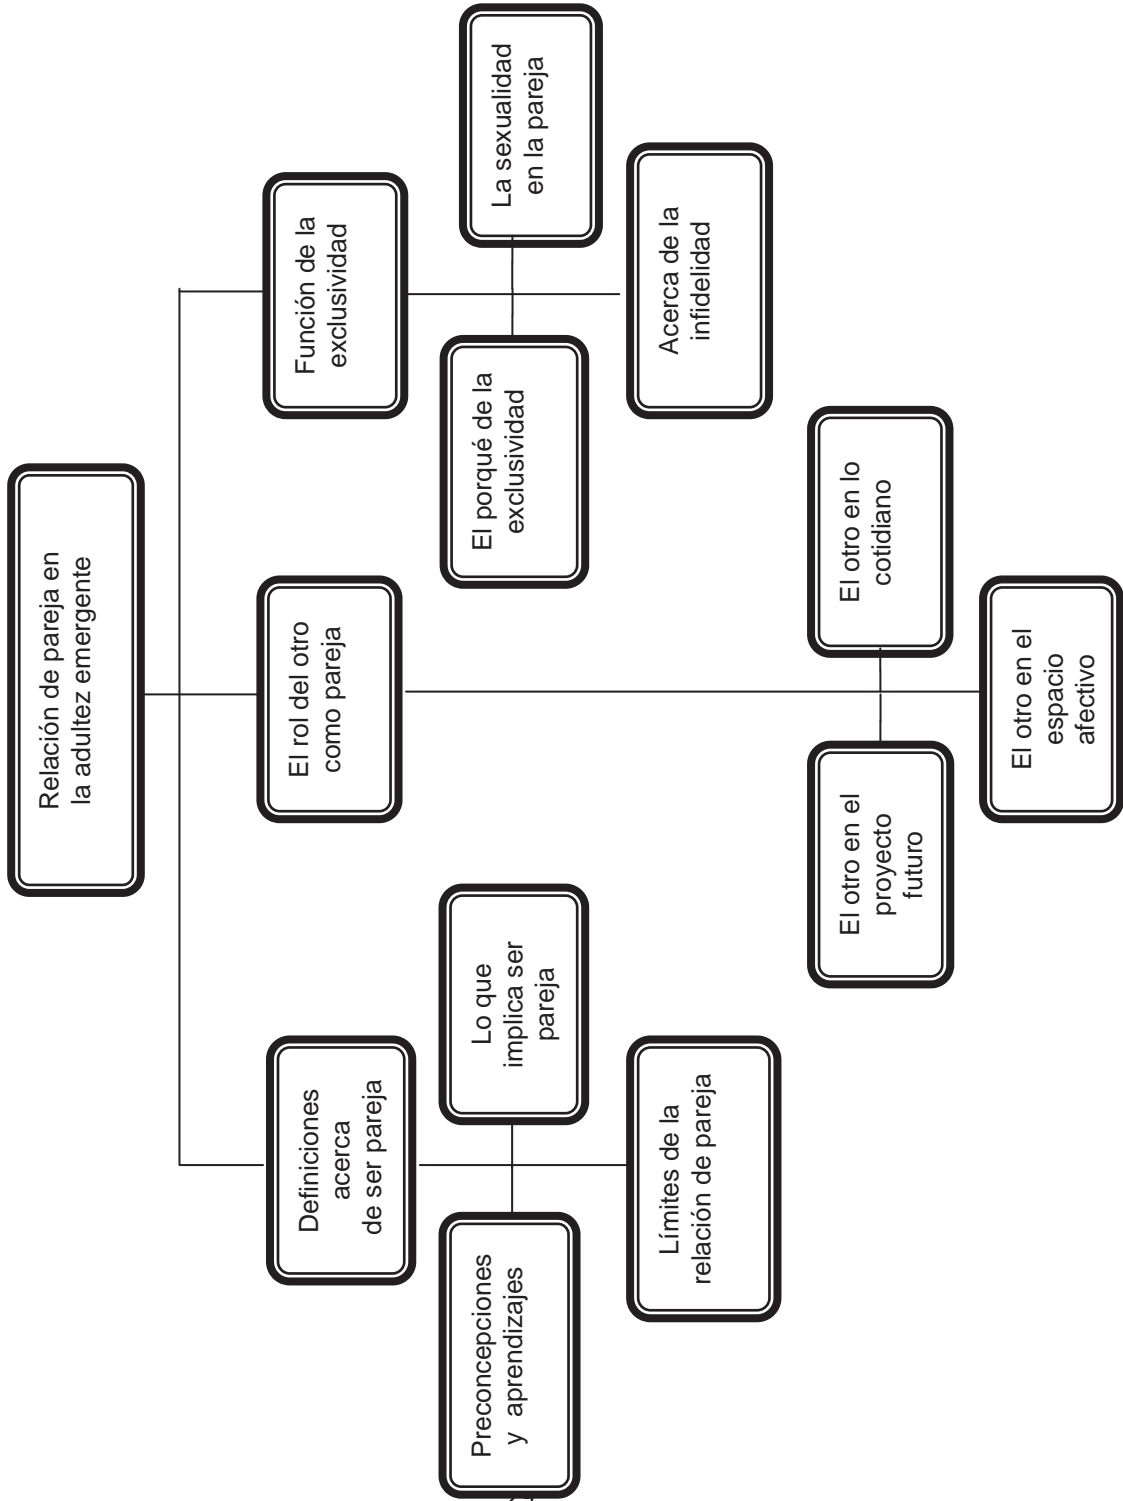 Relación de pareja en
la adultez emergente
Definiciones
acerca
de ser pareja
El rol del otro
como pareja
Función de la
exclusividad
Preconcepciones
y aprendizajes
Lo que
implica ser
pareja
Límites de la
relación de pareja
El porqué de la
exclusividad
La sexualidad
en la pareja
Acerca de la
infidelidad
El otro en el
proyecto
futuro
El otro en lo
cotidiano
El otro en el
espacio
afectivo